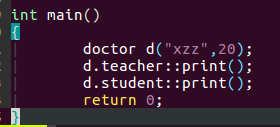 int main()
{
doctor d("xzz",20);
d.teacher::print();
d.student::print();
return 0;
}